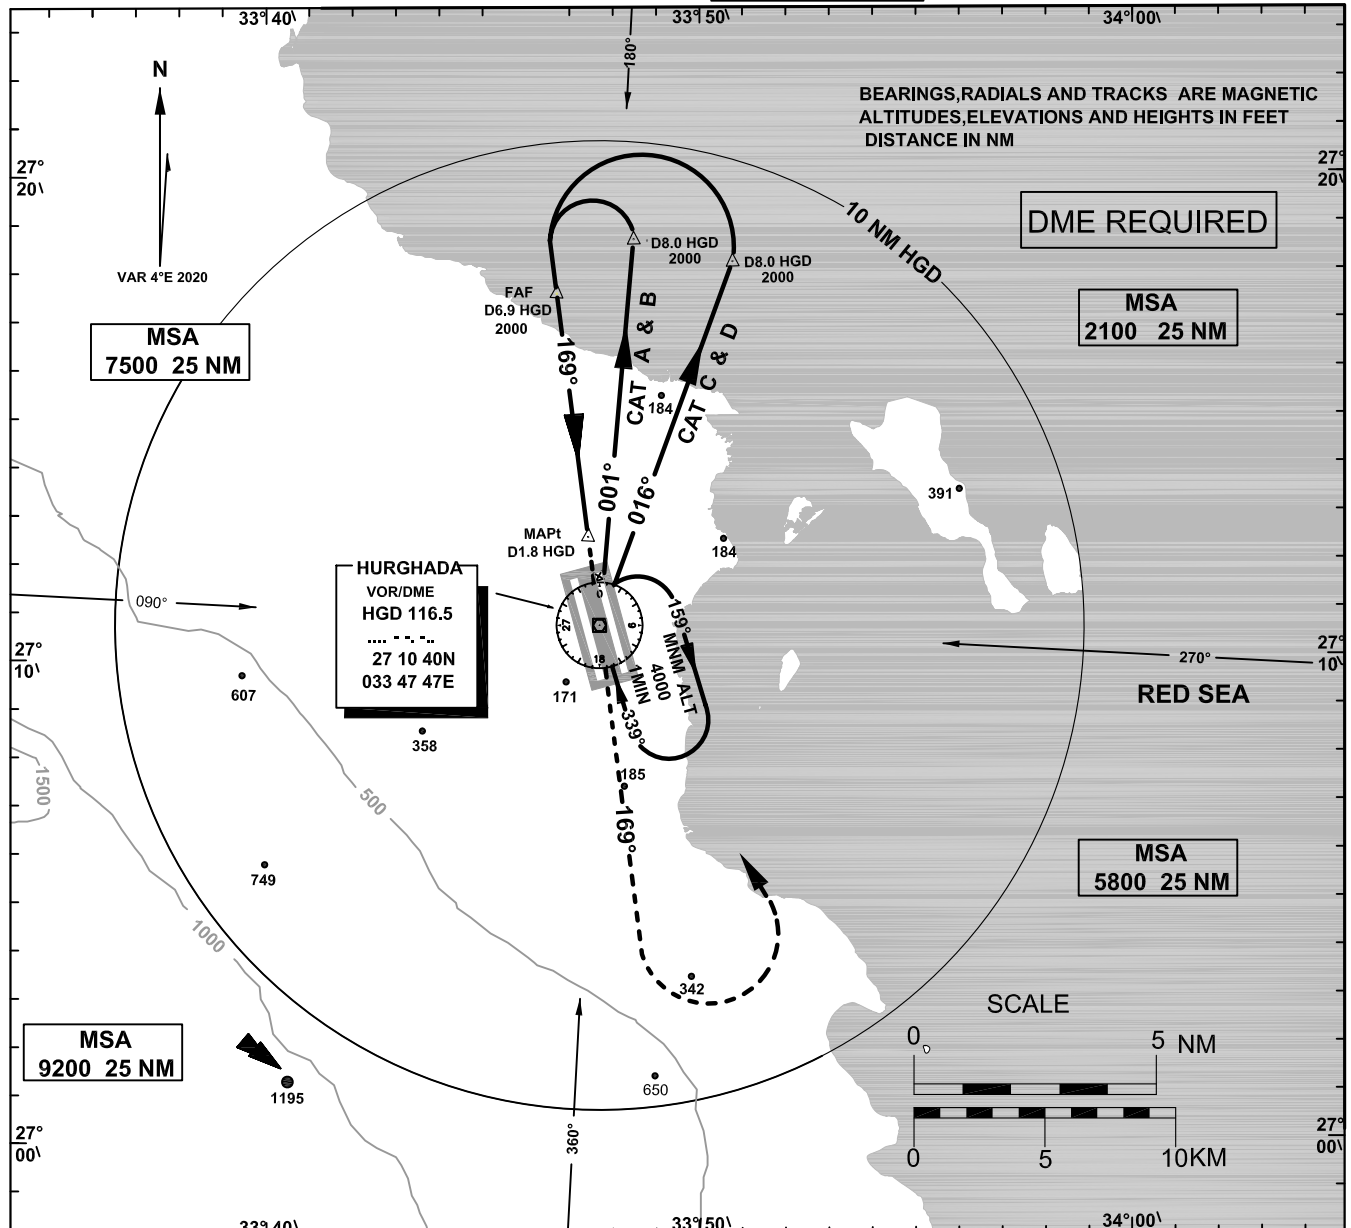 33°40\
33°50
34°00\
180°
N
BEARINGS,RADIALS AND TRACKS ARE MAGNETIC
ALTITUDES,ELEVATIONS AND HEIGHTS IN FEET
DISTANCE IN NM
27°
20\
27°
20\
DME REQUIRED
10 NM HGD
VAR 4°E 2020
D8.0 HGD
2000
D8.0 HGD
2000
FAF
D6.9 HGD
2000
MSA
7500 25 NM
MSA
2100 25 NM
169°
CAT A & B
CAT C & D
184
001°
016°
391
MAPt
D1.8 HGD
184
HURGHADA
VOR/DME
HGD 116.5
.... --. -..
27 10 40N
033 47 47E
090°
0
27
9
18
159°
MNM ALT
4000
1MIN
339°
27°
10\
27°
10\
270°
RED SEA
607
171
358
185
1500
500
169°
749
MSA
5800 25 NM
1000
342
SCALE
0
5 NM
MSA
9200 25 NM
1195
650
360°
27°
00\
27°
00\
0
5
10KM
33°40\
33°50
34°00\